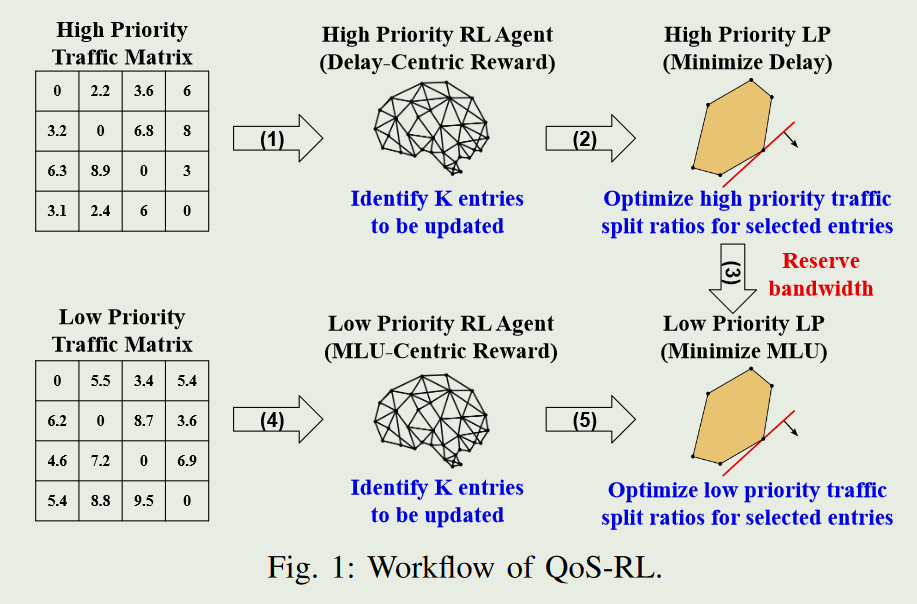 High Priority
Traffic Matrix
0 2.2 3.6 6
3.2 0 6.8 8
6.3 8.9 0 3
3.1 2.4 6 0
(1)
High Priority RL Agent
(Delay-Centric Reward)
Identify K entries
to be updated
(2)
High Priority LP
(Minimize Delay)
Optimize high priority traffic
split ratios for selected entries
(3)
Reserve
bandwidth
Low Priority
Traffic Matrix
0 5.5 3.4 5.4
6.2 0 8.7 3.6
4.6 7.2 0 6.9
5.4 8.8 9.5 0
(4)
Low Priority RL Agent
(MLU-Centric Reward)
Identify K entries
to be updated
(5)
Low Priority LP
(Minimize MLU)
Optimize low priority traffic
split ratios for selected entries
Fig. 1: Workflow of QoS-RL.